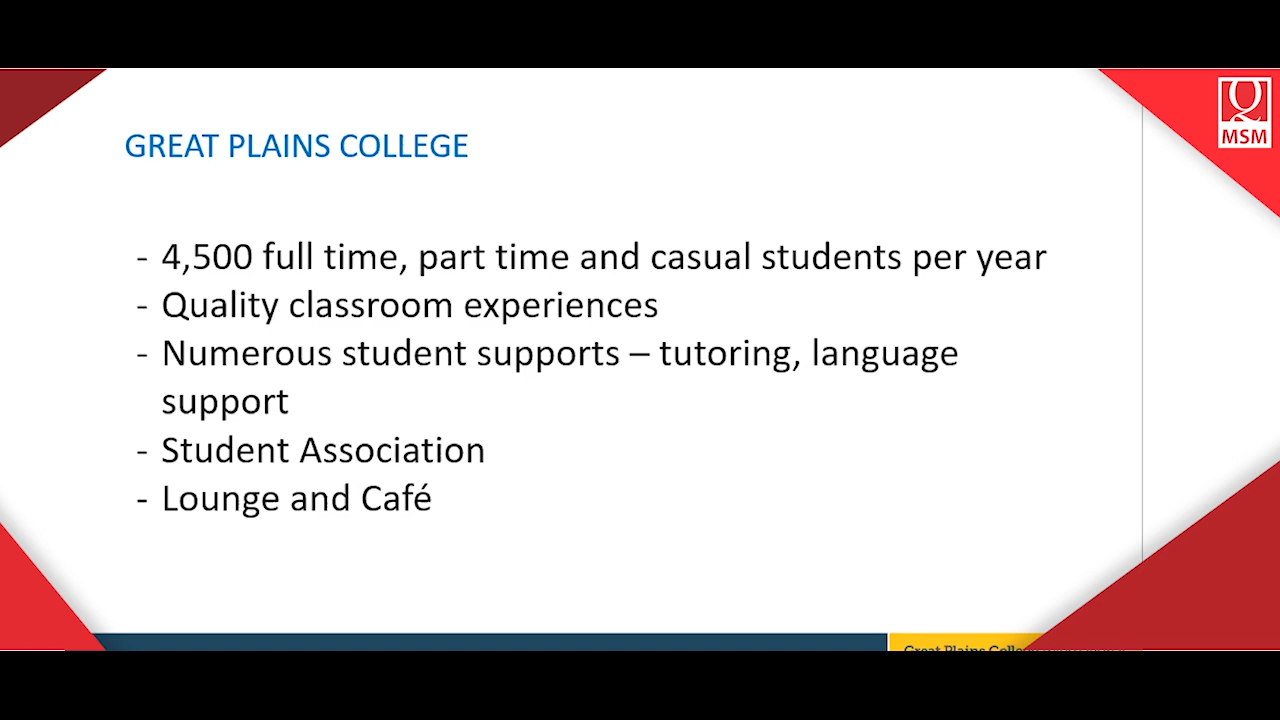 MSM
GREAT PLAINS COLLEGE
- 4,500 full time, part time and casual students per year
- Quality classroom experiences
- Numerous student supports – tutoring, language
support
- Student Association
- Lounge and Café
Great Plains College